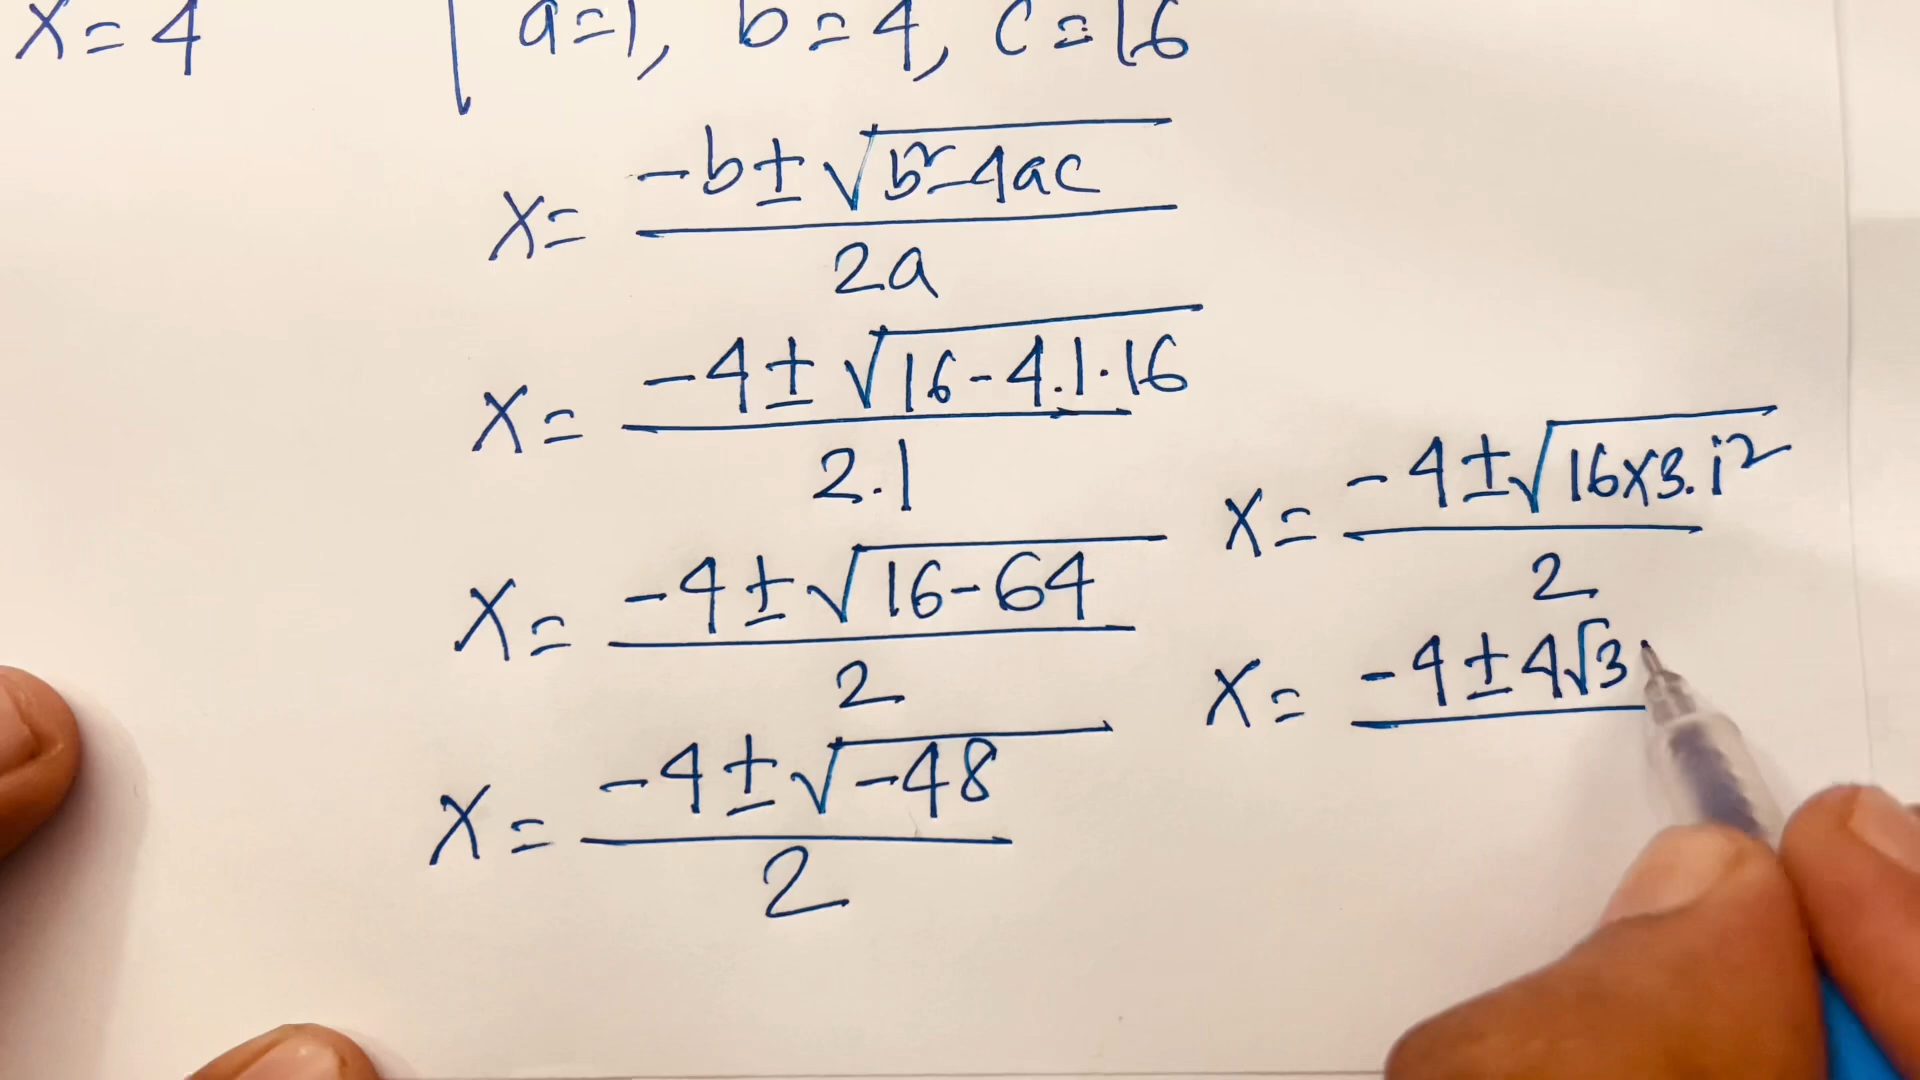 x = 4
a=1, b=4, c=16
x = (-b ± √(b²-4ac)) / 2a
x = (-4 ± √(16-4.1.16)) / 2.1
x = (-4 ± √(16-64)) / 2
x = (-4 ± √(-48)) / 2
x = (-4 ± √(16×3.i²)) / 2
x = -4 ± 4√3